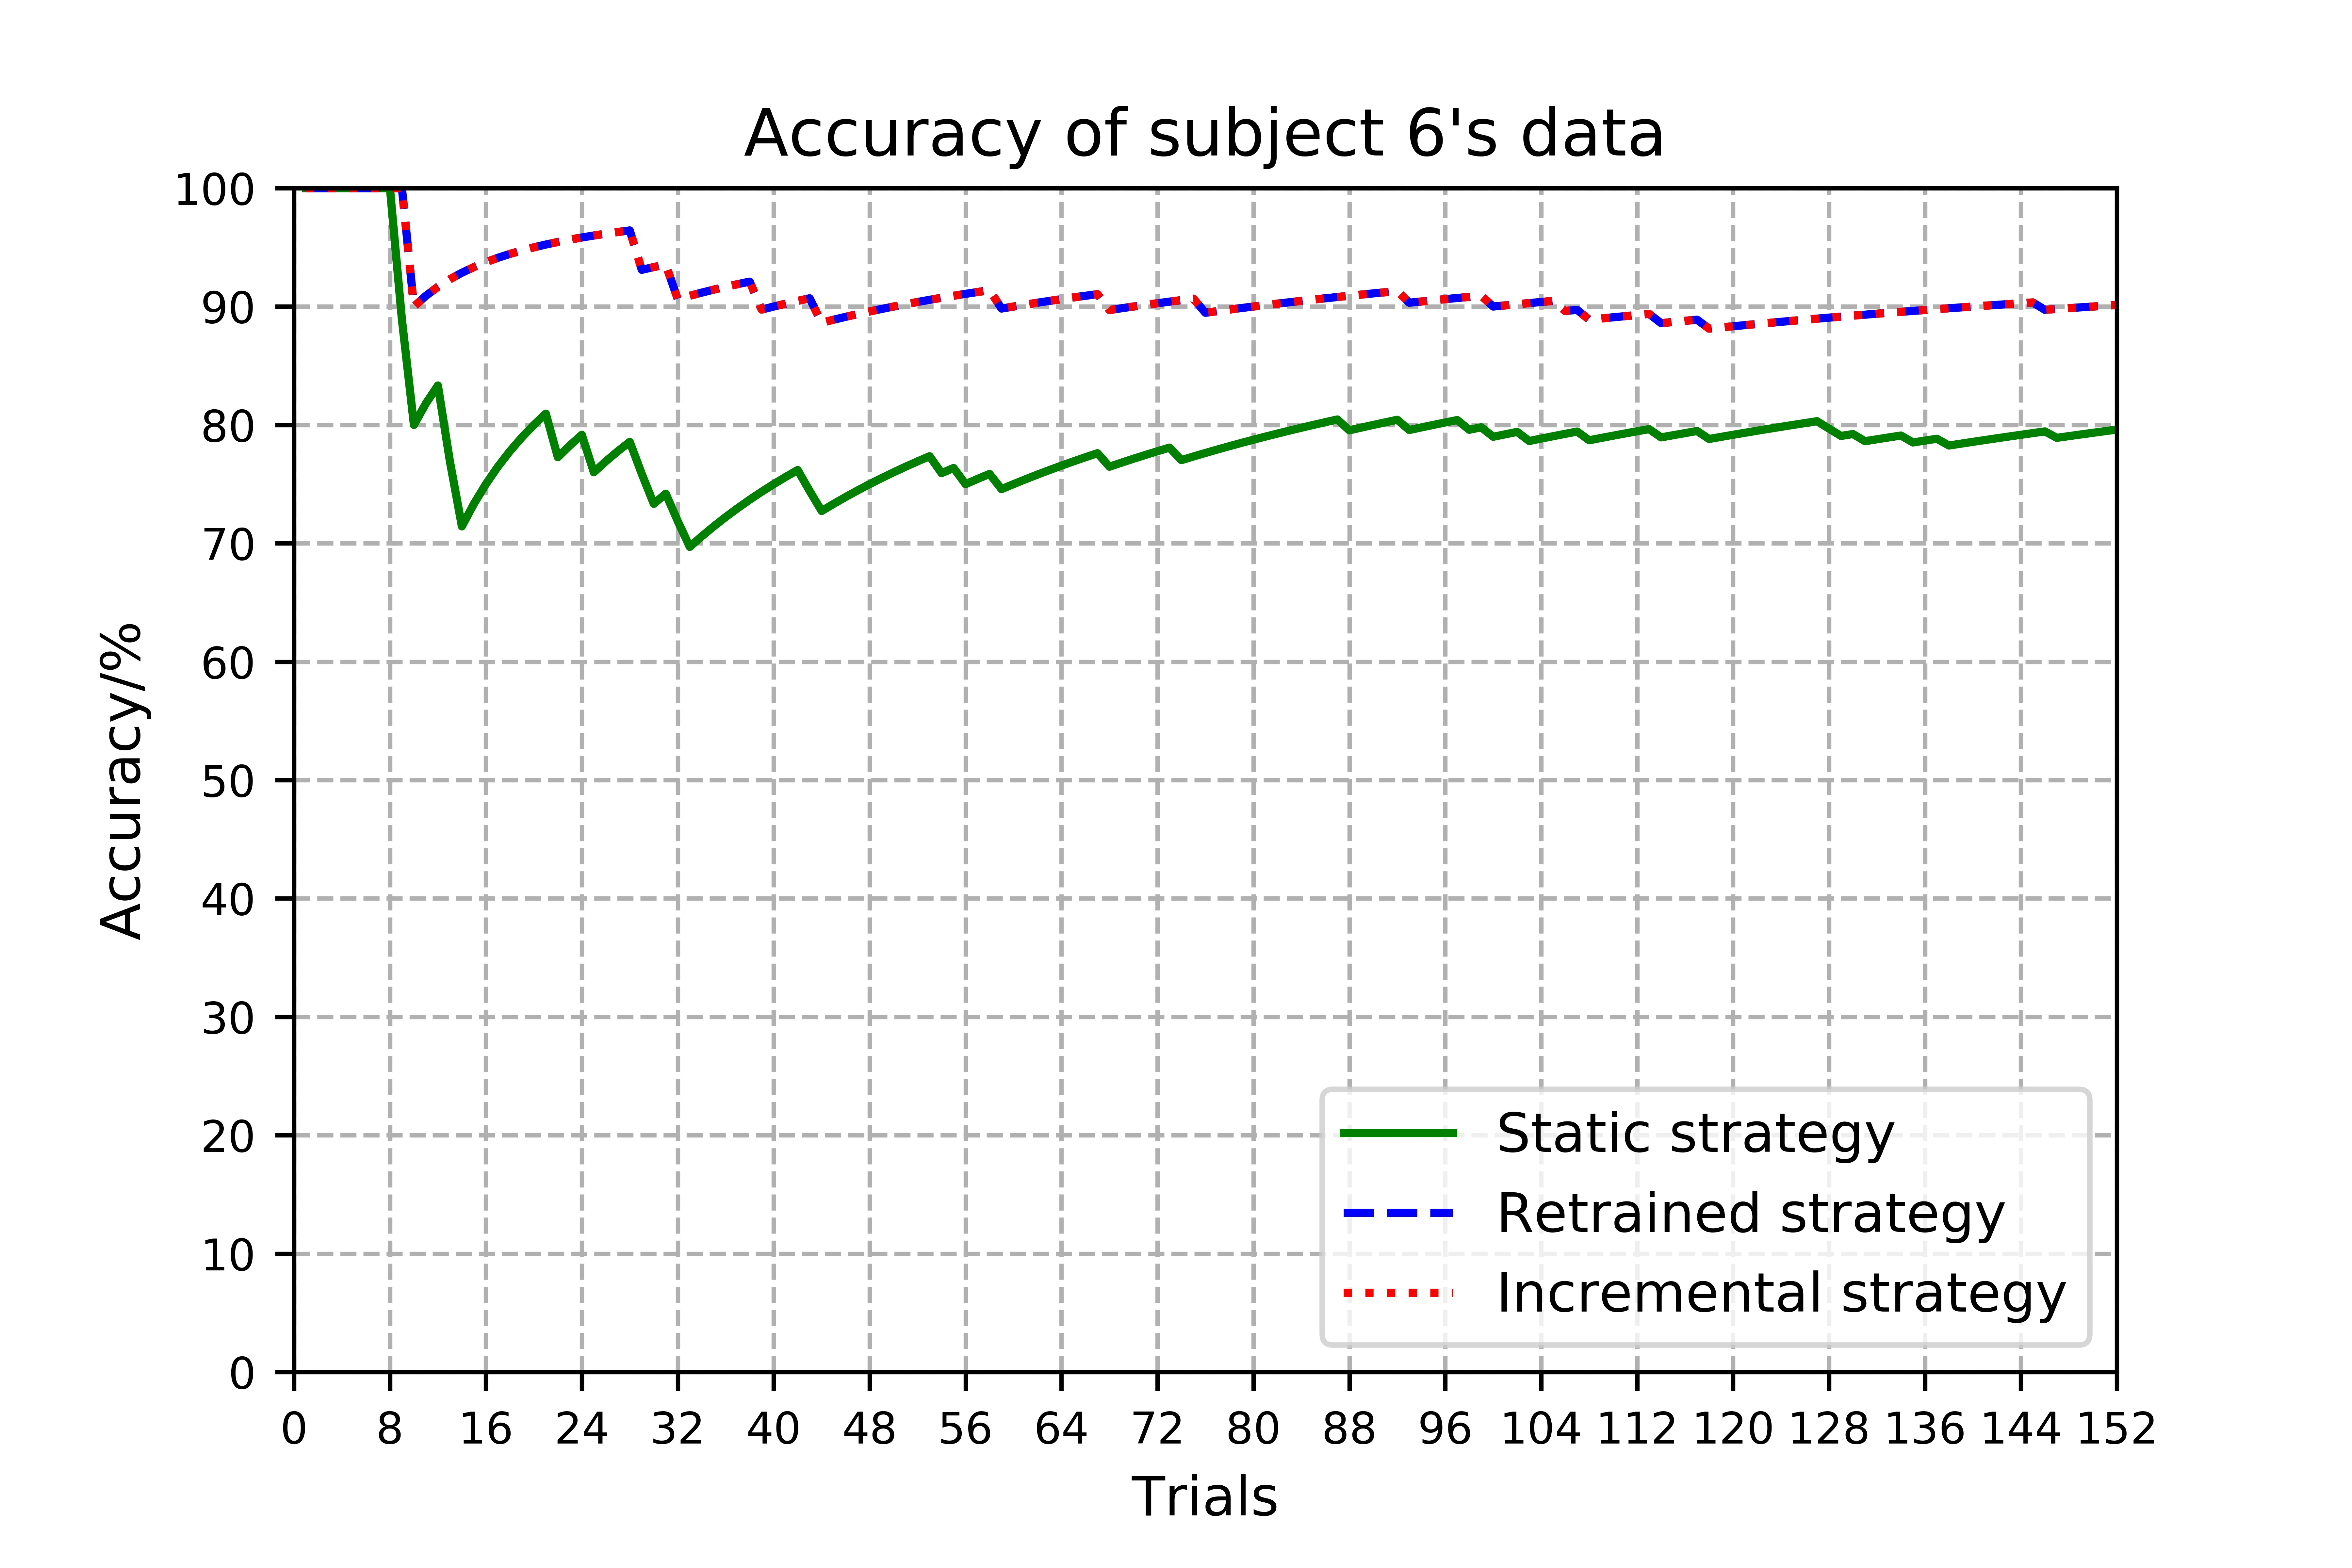 Accuracy of subject 6's data
Accuracy/%
100
90
80
70
60
50
40
30
20
10
0
Static strategy
Retrained strategy
Incremental strategy
0 8 16 24 32 40 48 56 64 72 80 88 96 104 112 120 128 136 144 152
Trials